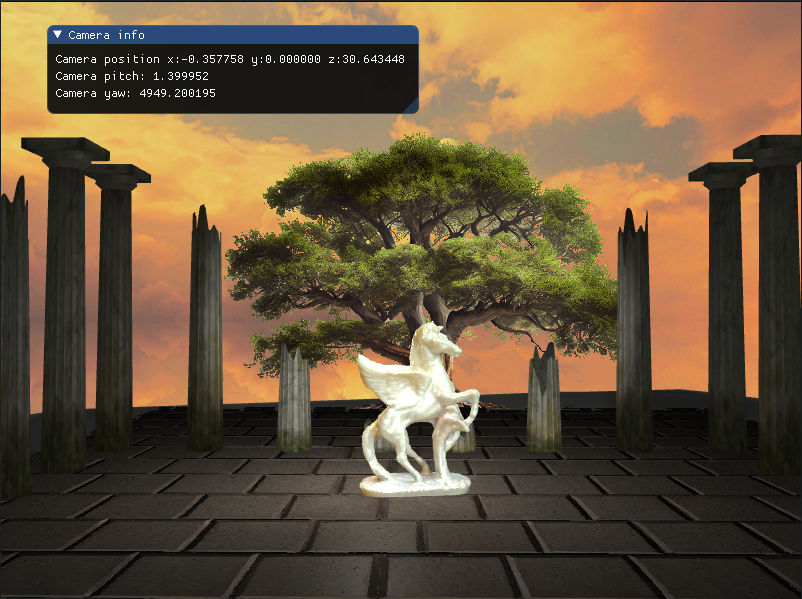 Camera info
Camera position x:-0.357758 y:0.000000 z:30.643448
Camera pitch: 1.399952
Camera yaw: 4949.200195